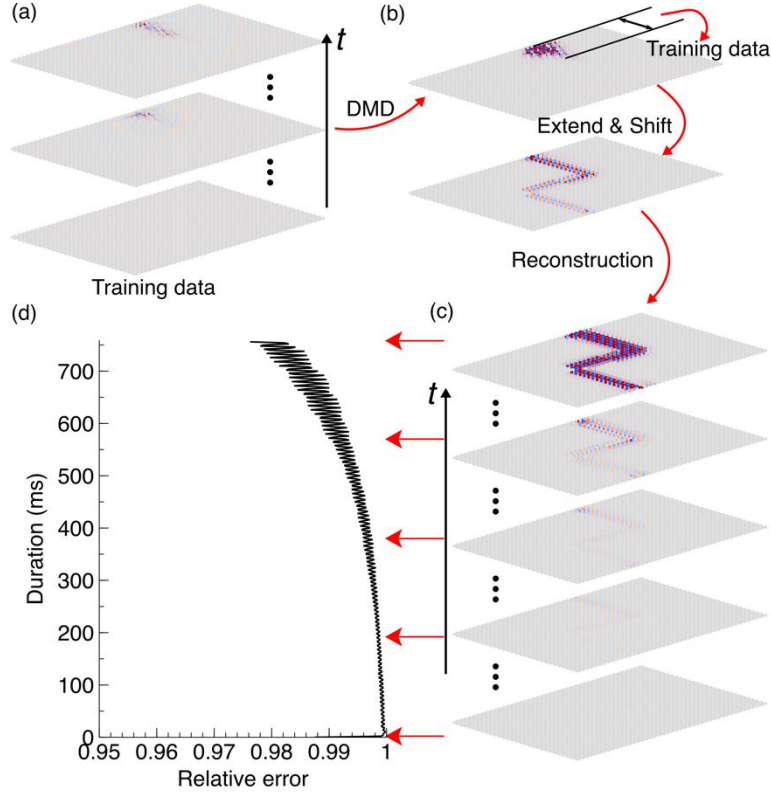 (a)
t
DMD
Training data
(b)
Training data
Extend & Shift
Reconstruction
(c)
t
(d)
Duration (ms)
700
600
500
400
300
200
100
0
0.95
0.96
0.97
0.98
0.99
1
Relative error